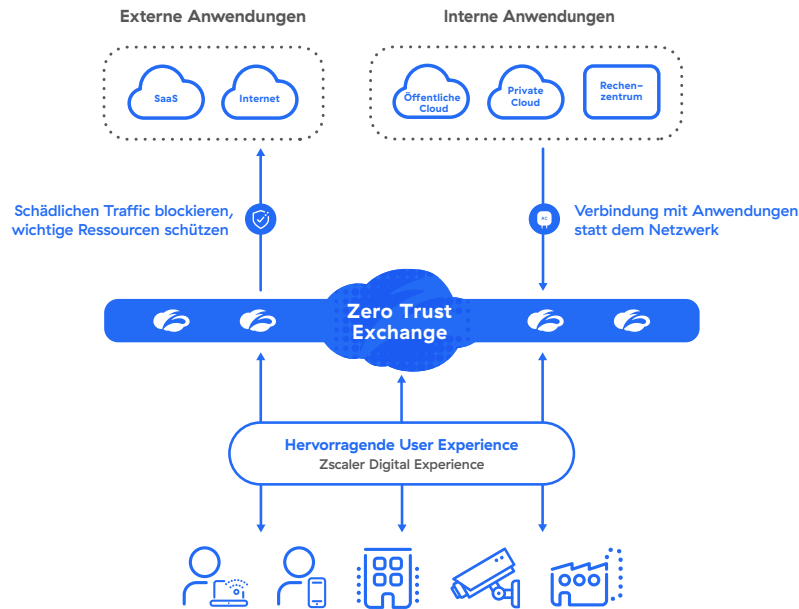 Externe Anwendungen
Interne Anwendungen
SaaS
Internet
Öffentliche
Cloud
Private
Cloud
Rechen-
zentrum
Schädlichen Traffic blockieren,
wichtige Ressourcen schützen
AC
Verbindung mit Anwendungen
statt dem Netzwerk
Zero Trust
Exchange
Hervorragende User Experience
Zscaler Digital Experience